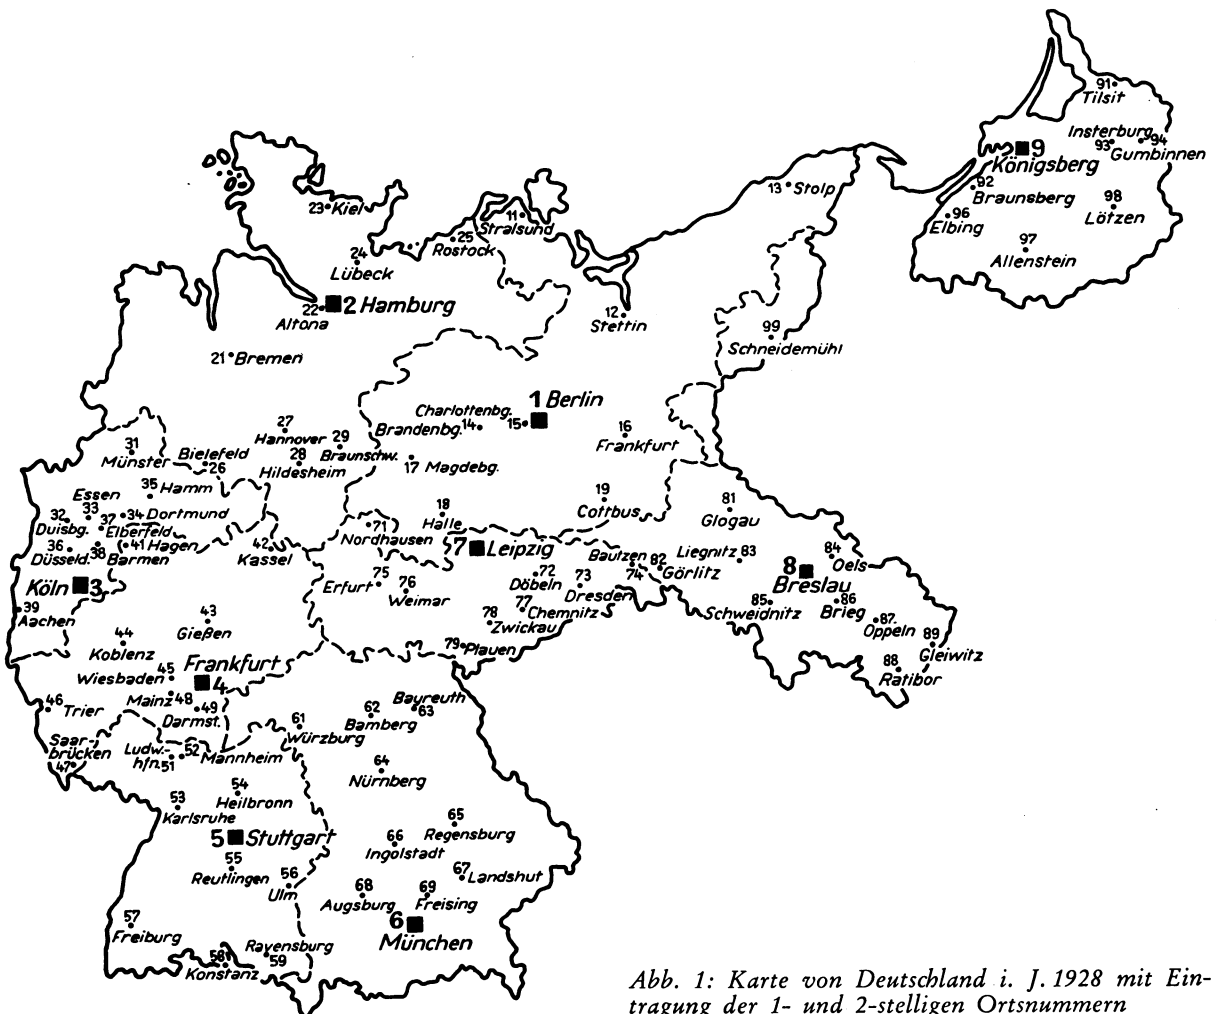 91
Tilsit
Insterburg
93
94
Gumbinnen
9
Königsberg
92
Braunsberg
96
Elbing
98
Lötzen
97
Allenstein
13 Stolp
23 Kiel
11
Stralsund
25
Rostock
24
Lübeck
22
Altona
2 Hamburg
12
Stettin
99
Schneidemühl
21 Bremen
1 Berlin
Charlottenbg.
15
Brandenbg. 14
16
Frankfurt
27
Hannover
29
Braunschw.
28
Hildesheim
17 Magdebg.
31
Münster
Bielefeld
26
35 Hamm
Essen
33
32
Duisbg.
34 Dortmund
37
Elberfeld
36
Düsseld.
38
Barmen
41 Hagen
42
Kassel
71
Nordhausen
18
Halle
19
Cottbus
81
Glogau
7 Leipzig
Bautzen
74
82
Görlitz
Liegnitz 83
84
Oels
8
Breslau
85
Schweidnitz
86
Brieg
87.
Oppeln
89
Gleiwitz
88
Ratibor
Köln 3
39
Aachen
Erfurt 75
76
Weimar
72
Döbeln
73
Dresden
77
Chemnitz
78
Zwickau
79 Plauen
43
Gießen
44
Koblenz
Frankfurt
4
45
Wiesbaden
46
Trier
Mainz 48
49
Darmst.
Saar-
brücken
47
Ludw.-
hfn. 51
52
Mannheim
61
Würzburg
62
Bamberg
Bayreuth
63
64
Nürnberg
53
Karlsruhe
54
Heilbronn
5 Stuttgart
65
Regensburg
66
Ingolstadt
55
Reutlingen
56
Ulm
67
Landshut
68
Augsburg
69
Freising
6
München
57
Freiburg
58
Konstanz
Ravensburg
59
Abb. 1: Karte von Deutschland i. J. 1928 mit Ein-
tragung der 1- und 2-stelligen Ortsnummern